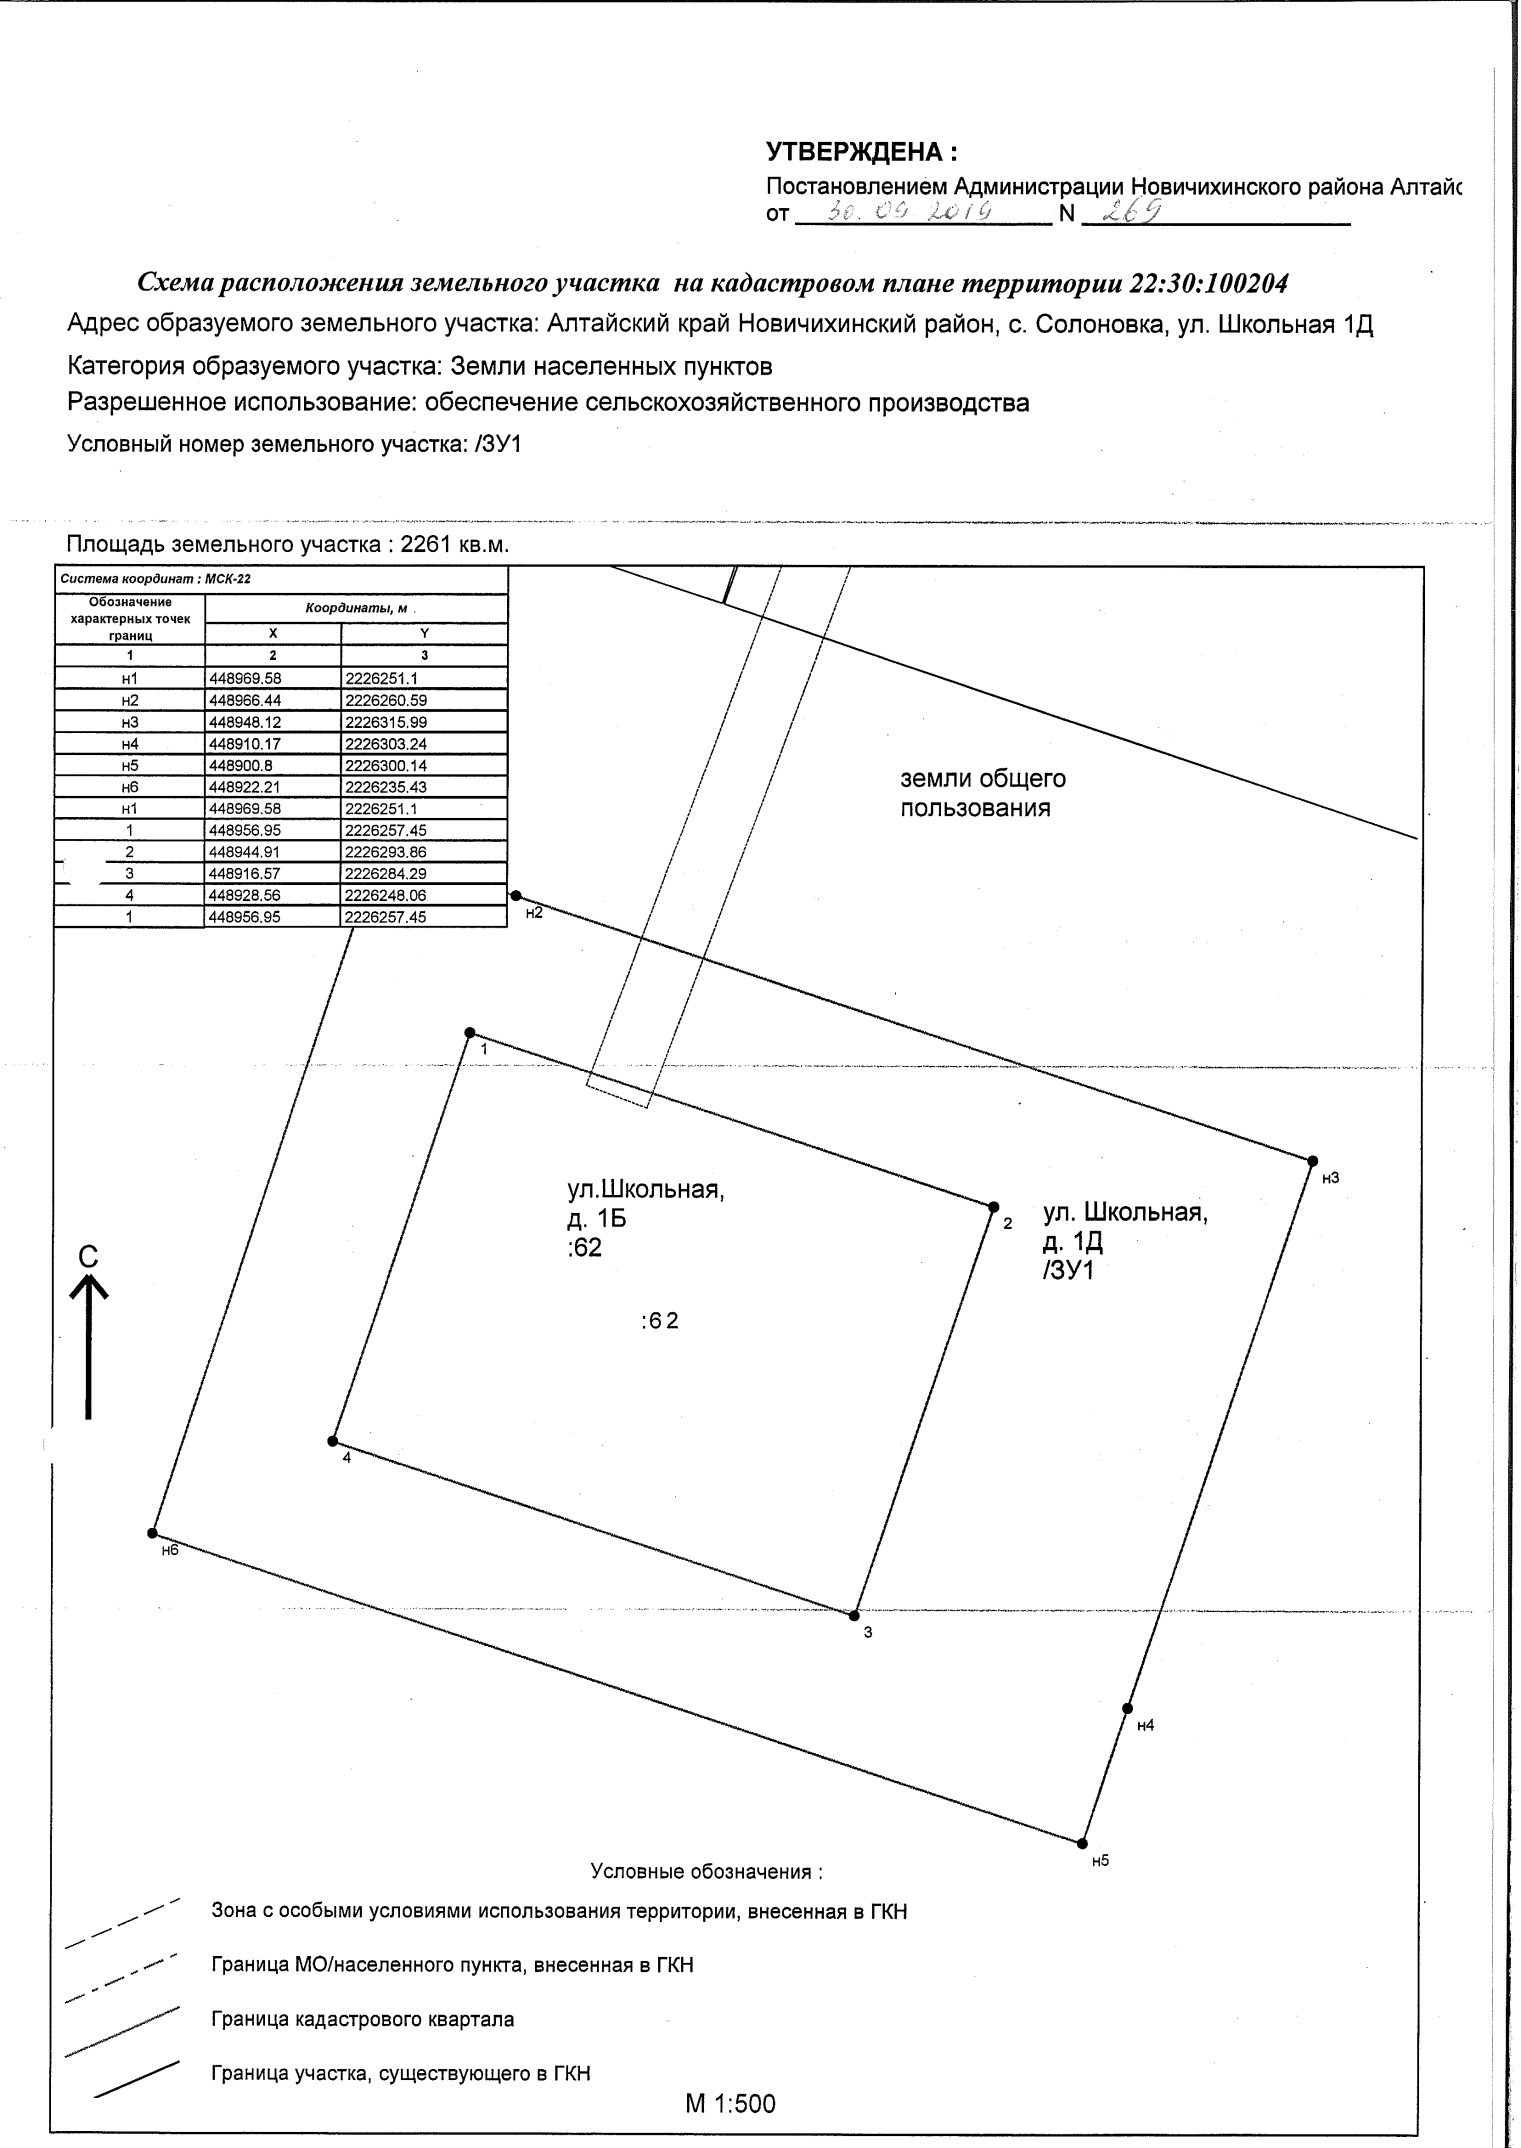 УТВЕРЖДЕНА :
Постановлением Администрации Новичихинского района Алтайс
от 30. 09 2019 N 269
Схема расположения земельного участка на кадастровом плане территории 22:30:100204
Адрес образуемого земельного участка: Алтайский край Новичихинский район, с. Солоновка, ул. Школьная 1Д
Категория образуемого участка: Земли населенных пунктов
Разрешенное использование: обеспечение сельскохозяйственного производства
Условный номер земельного участка: /ЗУ1
Площадь земельного участка : 2261 кв.м.
Система координат : МСК-22
Обозначение характерных точек границ Координаты, м
X Y
1 2 3
н1 448969.58 2226251.1
н2 448966.44 2226260.59
н3 448948.12 2226315.99
н4 448910.17 2226303.24
н5 448900.8 2226300.14
н6 448922.21 2226235.43
н1 448969.58 2226251.1
1 448956.95 2226257.45
2 448944.91 2226293.86
3 448916.57 2226284.29
4 448928.56 2226248.06
1 448956.95 2226257.45
земли общего
пользования
н2
1
н3
ул.Школьная,
д. 1Б
:62
2
ул. Школьная,
д. 1Д
/ЗУ1
С
:62
4
н6
3
н4
н5
Условные обозначения :
Зона с особыми условиями использования территории, внесенная в ГКН
Граница МО/населенного пункта, внесенная в ГКН
Граница кадастрового квартала
Граница участка, существующего в ГКН
М 1:500